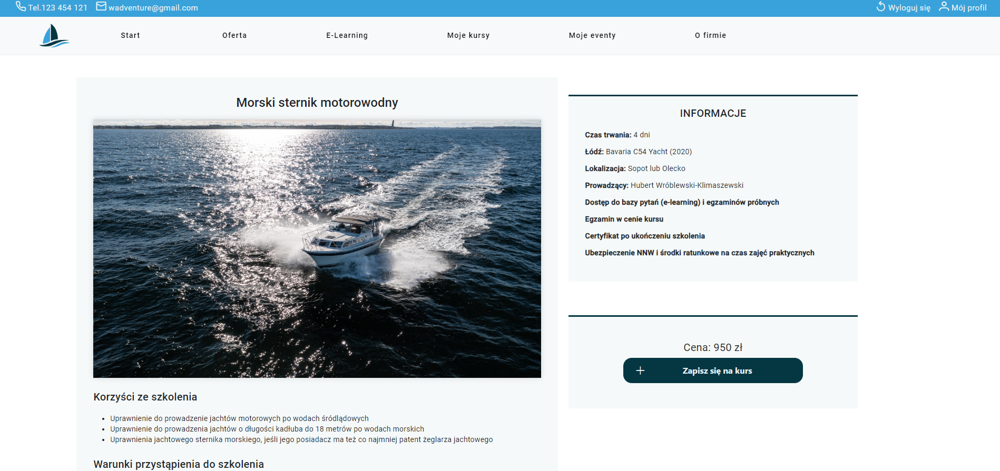 Tel.123 454 121 wadventure@gmail.com Wyloguj się Mój profil
Start Oferta E-Learning Moje kursy Moje eventy O firmie
Morski sternik motorowodny
Korzyści ze szkolenia
Uprawnienie do prowadzenie jachtów motorowych po wodach śródlądowych
Uprawnienie do prowadzenia jachtów o długości kadłuba do 18 metrów po wodach morskich
Uprawnienia jachtowego sternika morskiego, jeśli jego posiadacz ma też co najmniej patent żeglarza jachtowego
Warunki przystąpienia do szkolenia
INFORMACJE
Czas trwania: 4 dni
Łódź: Bavaria C54 Yacht (2020)
Lokalizacja: Sopot lub Olecko
Prowadzący: Hubert Wróblewski-Klimaszewski
Dostęp do bazy pytań (e-learning) i egzaminów próbnych
Egzamin w cenie kursu
Certyfikat po ukończeniu szkolenia
Ubezpieczenie NNW i środki ratunkowe na czas zajęć praktycznych
Cena: 950 zł
Zapisz się na kurs